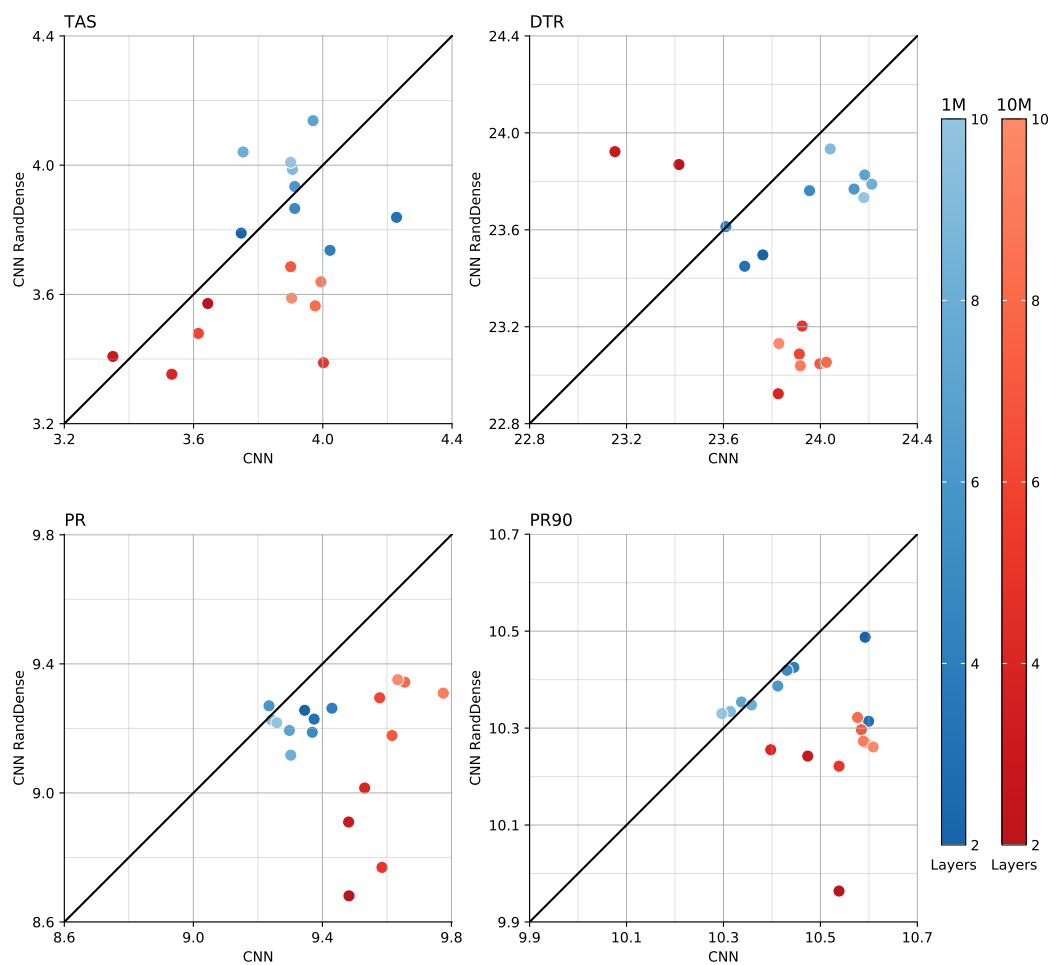 TAS
4.4
4.0
3.6
3.2
CNN RandDense
3.2 3.6 4.0 4.4
CNN
DTR
24.4
24.0
23.6
23.2
22.8
CNN RandDense
22.8 23.2 23.6 24.0 24.4
CNN
PR
9.8
9.4
9.0
8.6
CNN RandDense
8.6 9.0 9.4 9.8
CNN
PR90
10.7
10.5
10.3
10.1
9.9
CNN RandDense
9.9 10.1 10.3 10.5 10.7
CNN
1M 10M
10 10
8 8
6 6
4 4
2 2
Layers Layers